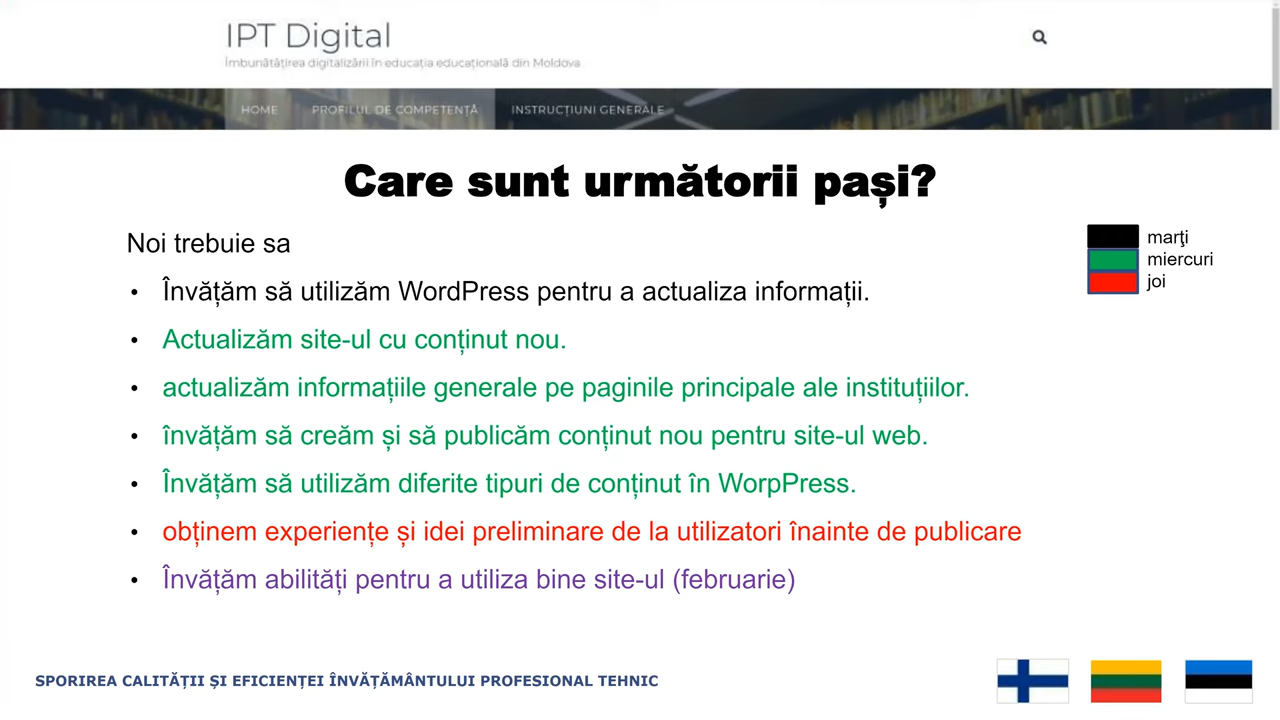 IPT Digital
Îmbunătățirea digitalizării în educația educațională din Moldova
HOME PROFILUL DE COMPETENȚĂ INSTRUCȚIUNI GENERALE
Care sunt următorii pași?
Noi trebuie sa
• Învățăm să utilizăm WordPress pentru a actualiza informații.
• Actualizăm site-ul cu conținut nou.
• actualizăm informațiile generale pe paginile principale ale instituțiilor.
• învățăm să creăm și să publicăm conținut nou pentru site-ul web.
• Învățăm să utilizăm diferite tipuri de conținut în WorpPress.
• obținem experiențe și idei preliminare de la utilizatori înainte de publicare
• Învățăm abilități pentru a utiliza bine site-ul (februarie)
marţi
miercuri
joi
SPORIREA CALITĂȚII ȘI EFICIENȚEI ÎNVĂȚĂMÂNTULUI PROFESIONAL TEHNIC